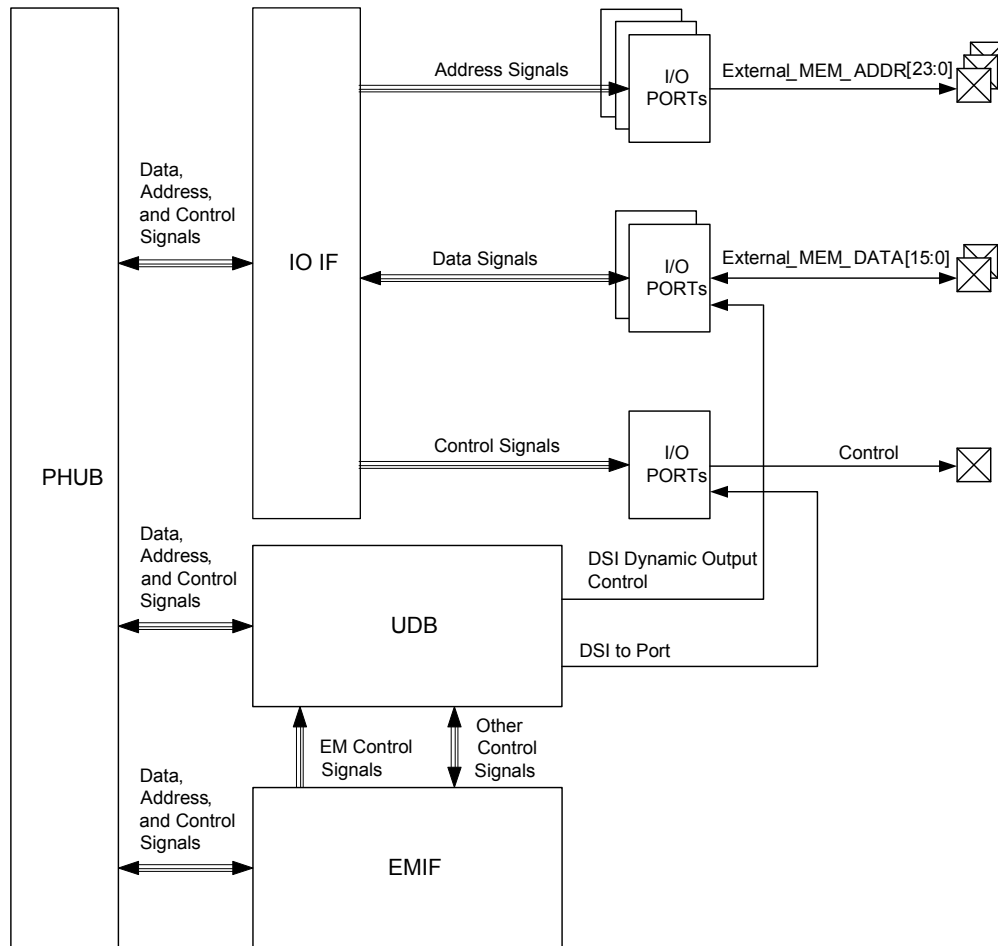 Address Signals
I/O
PORTs
External_MEM_ADDR[23:0]
Data,
Address,
and Control
Signals
IO IF
Data Signals
I/O
PORTs
External_MEM_DATA[15:0]
Control Signals
I/O
PORTs
Control
PHUB
Data,
Address,
and Control
Signals
UDB
DSI Dynamic Output
Control
DSI to Port
EM Control
Signals
Other
Control
Signals
Data,
Address,
and Control
Signals
EMIF